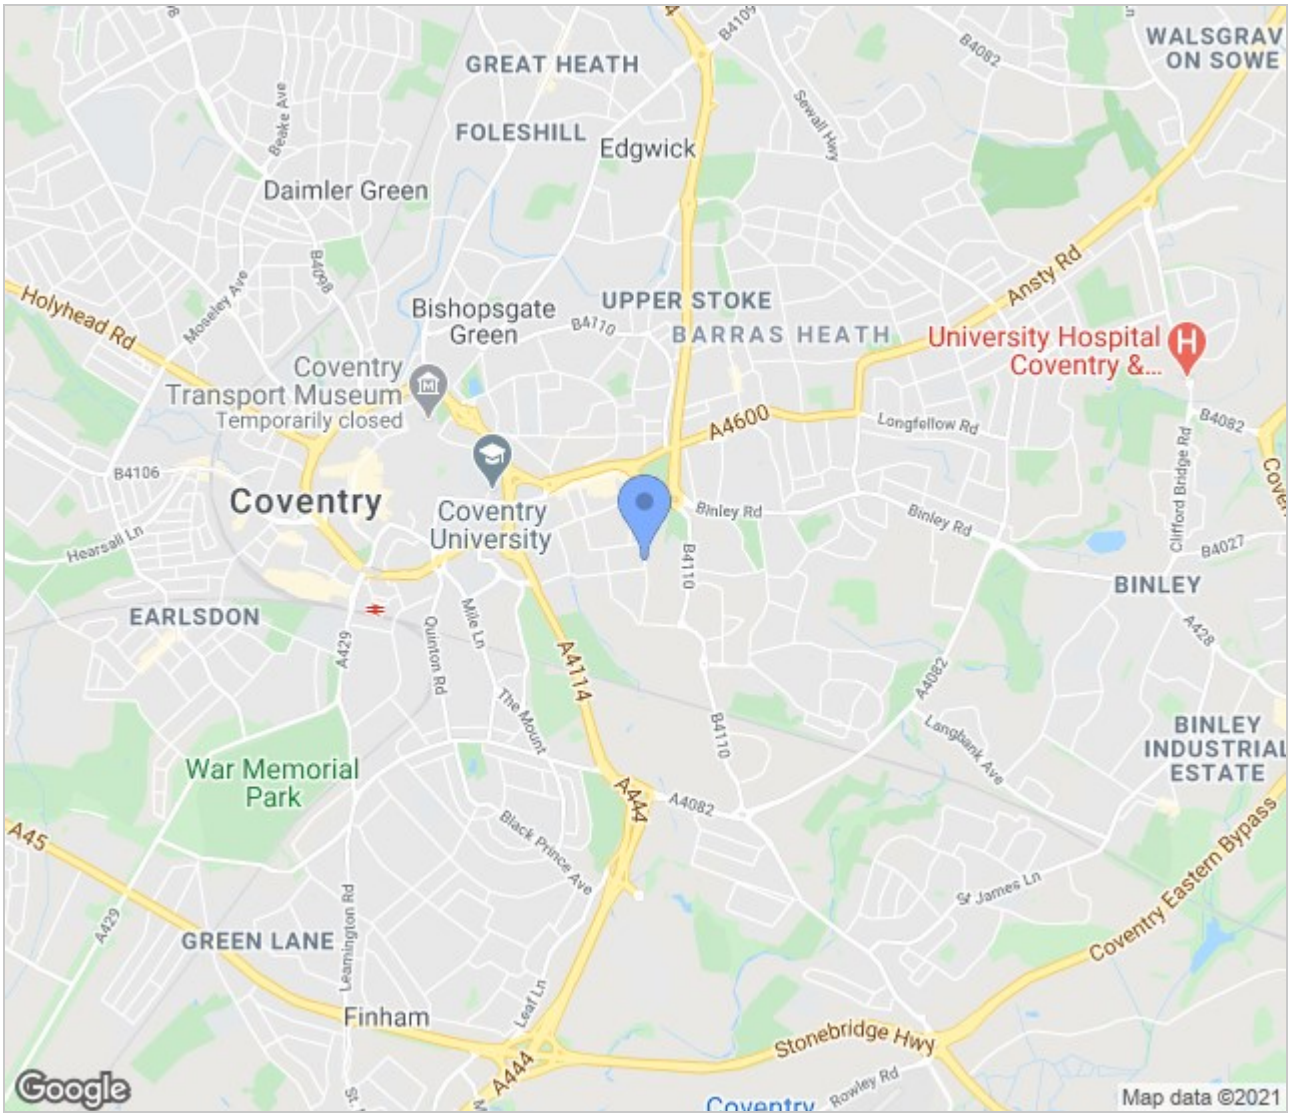 B4109
B4082
WALSGRAV
ON SOWE
GREAT HEATH
Beake Ave
Sewall Hwy
FOLESHILL
Edgwick
Daimler Green
B4098
Ansty Rd
Holyhead Rd
Moseley Ave
UPPER STOKE
Bishopsgate
Green
B4110
BARRAS HEATH
University Hospital
Coventry &...
H
Coventry
Transport Museum
Temporarily closed
M
A4600
Longfellow Rd
B4082
B4106
Clifford Bridge Rd
Coven
Coventry
Coventry
University
Binley Rd
Binley Rd
Hearsall Ln
B4110
B4027
BINLEY
EARLSDON
Mile Ln
Quinton Rd
A429
A4114
A428
A4082
The Mount
B4110
Langbank Ave
BINLEY
INDUSTRIAL
ESTATE
War Memorial
Park
A444
A4082
A45
Black Prince Ave
St James Ln
Coventry Eastern Bypass
A429
Leamington Rd
GREEN LANE
Leaf Ln
Finham
Stonebridge Hwy
A444
Rowley Rd
Google
St.
Coventry
Map data ©2021